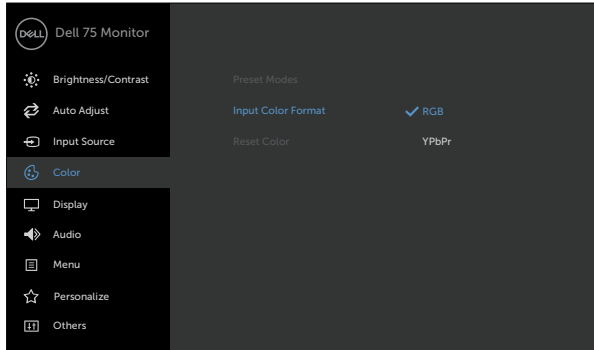 DELL Dell 75 Monitor
Brightness/Contrast
Preset Modes
Auto Adjust
Input Color Format
RGB
Input Source
Reset Color
YPbPr
Color
Display
Audio
Menu
Personalize
Others